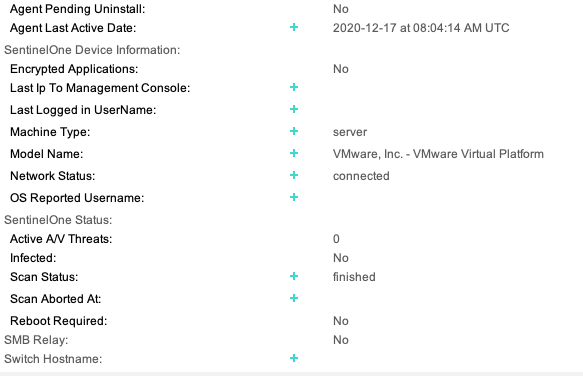 Agent Pending Uninstall: No
Agent Last Active Date: + 2020-12-17 at 08:04:14 AM UTC
SentinelOne Device Information:
Encrypted Applications: No
Last Ip To Management Console: +
Last Logged in UserName: +
Machine Type: + server
Model Name: + VMware, Inc. - VMware Virtual Platform
Network Status: + connected
OS Reported Username: +
SentinelOne Status:
Active A/V Threats: 0
Infected: No
Scan Status: + finished
Scan Aborted At: +
Reboot Required: No
SMB Relay: No
Switch Hostname: +